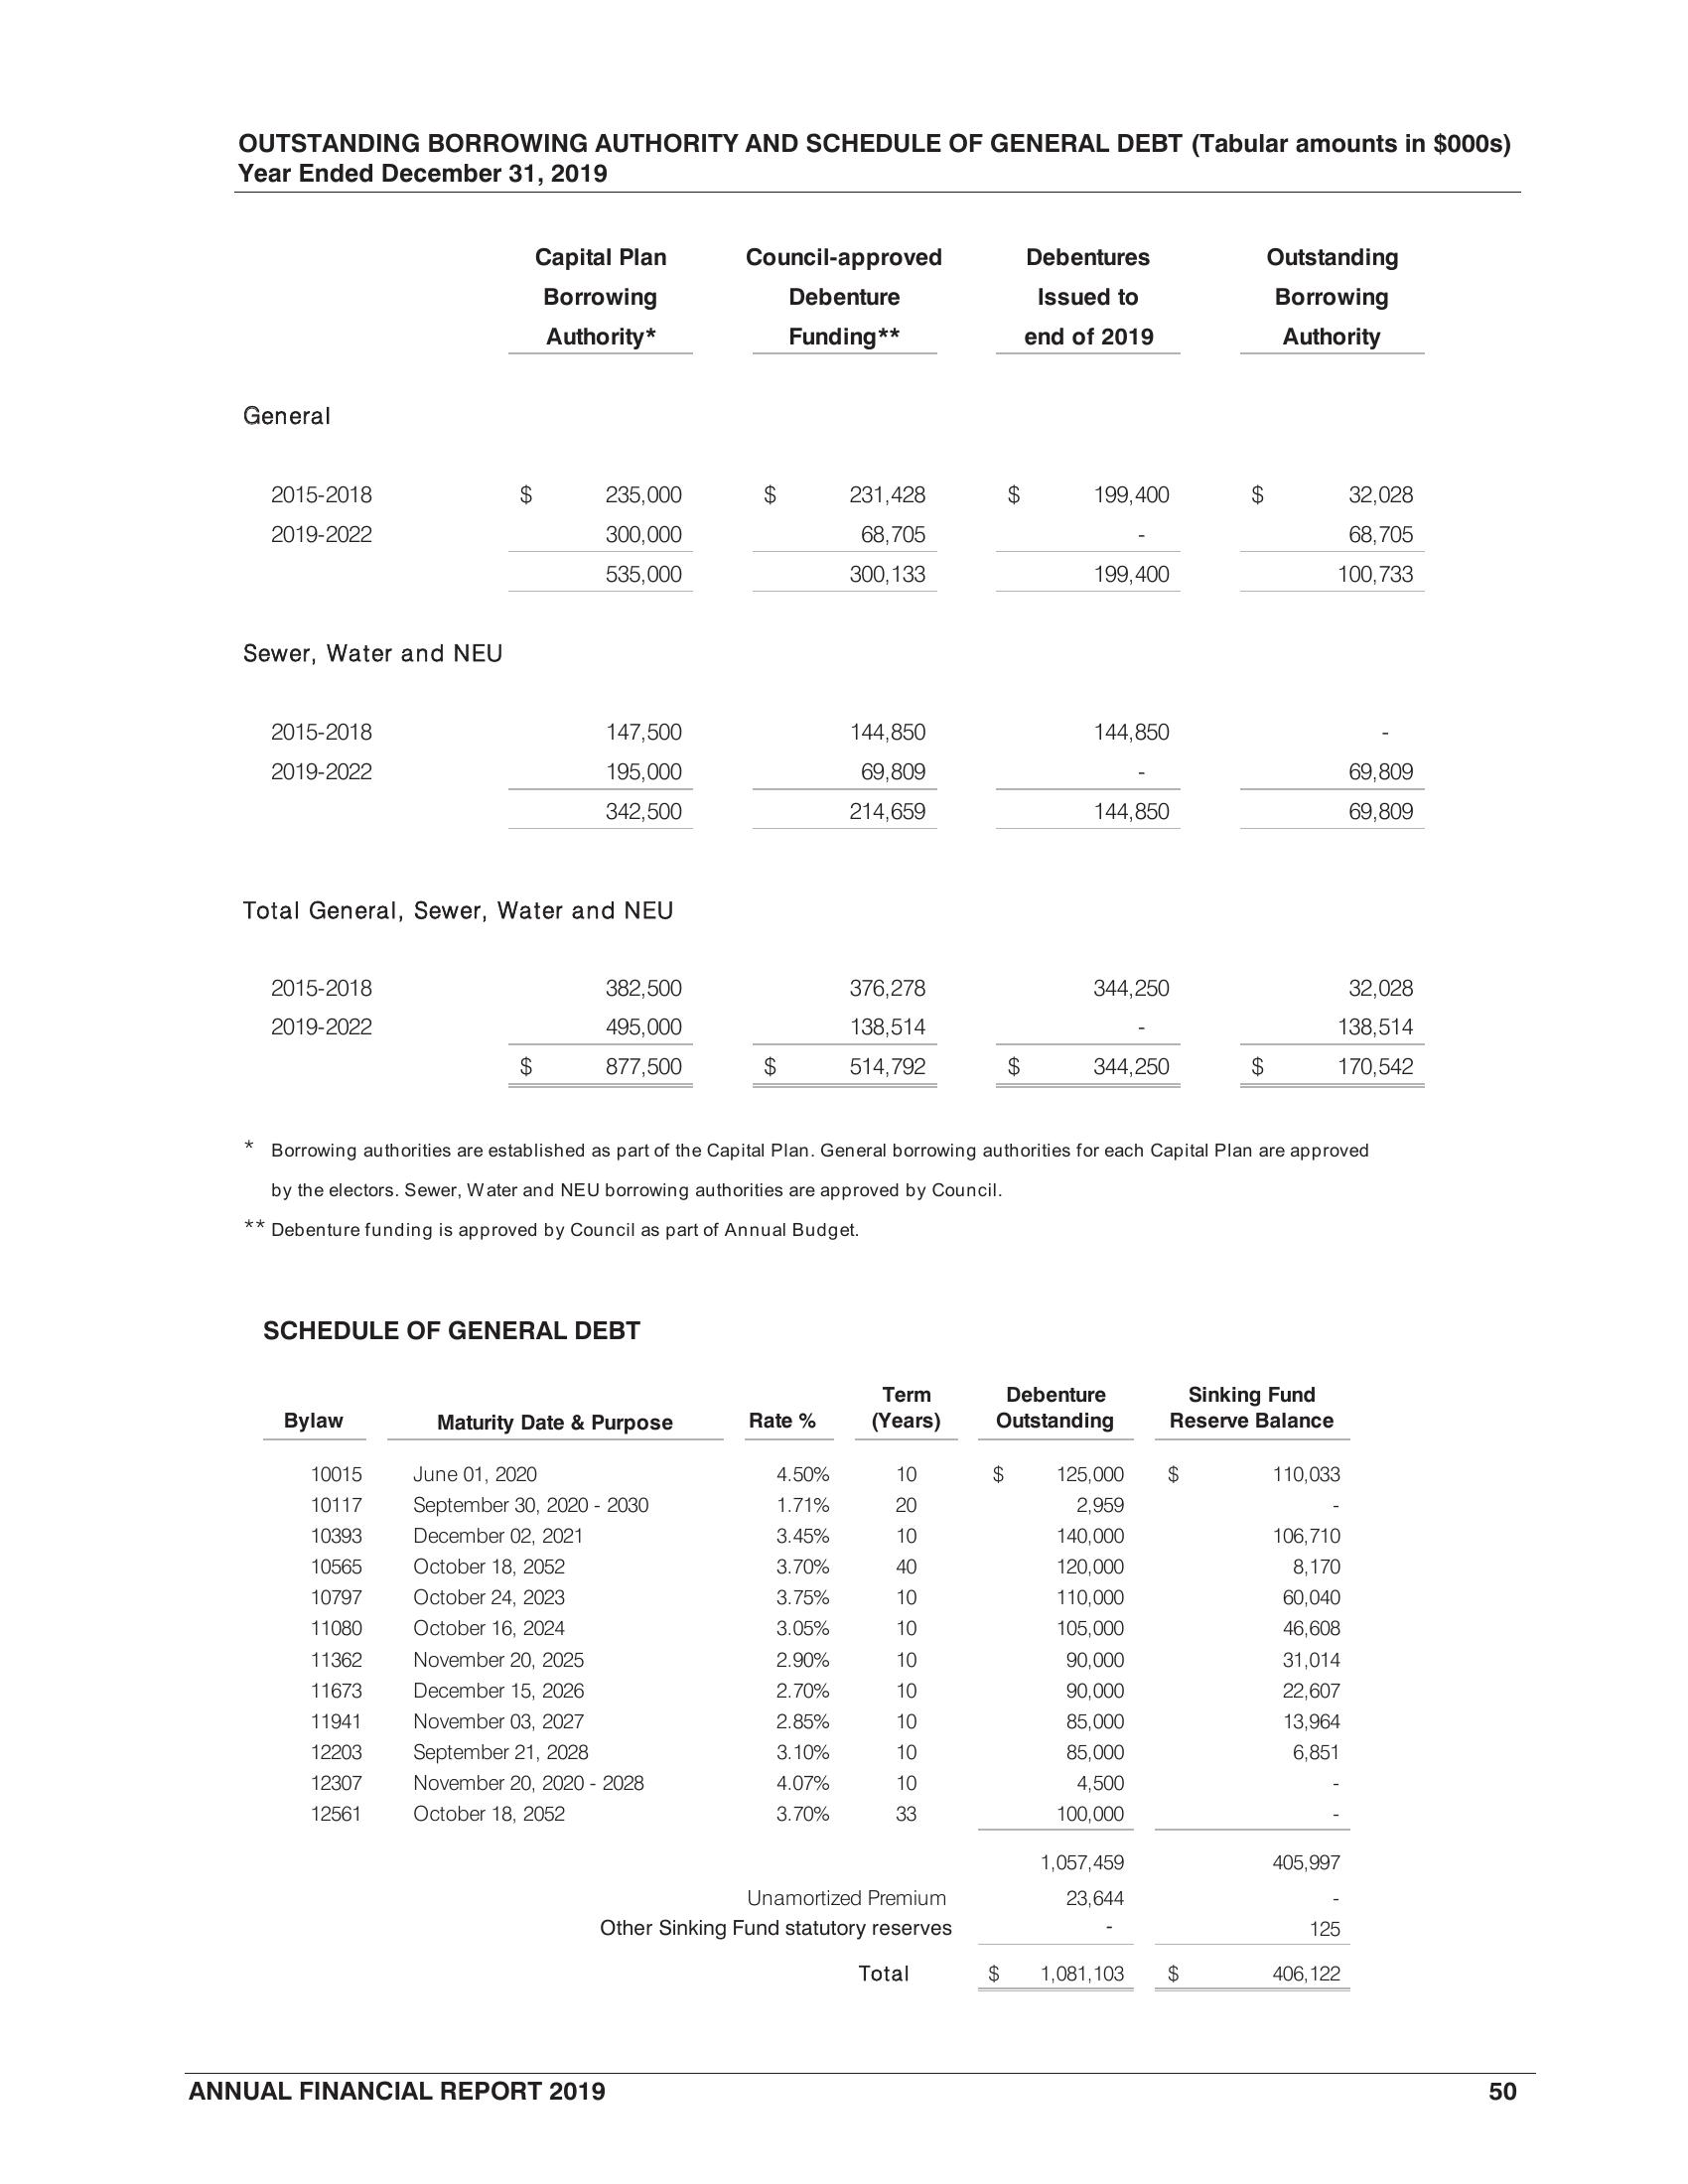 OUTSTANDING BORROWING AUTHORITY AND SCHEDULE OF GENERAL DEBT (Tabular amounts in $000s)
Year Ended December 31, 2019
Capital Plan Council-approved Debentures Outstanding
Borrowing Debenture Issued to Borrowing
Authority* Funding** end of 2019 Authority
General
2015-2018 $ 235,000 $ 231,428 $ 199,400 $ 32,028
2019-2022 300,000 68,705 - 68,705
535,000 300,133 199,400 100,733
Sewer, Water and NEU
2015-2018 147,500 144,850 144,850 -
2019-2022 195,000 69,809 - 69,809
342,500 214,659 144,850 69,809
Total General, Sewer, Water and NEU
2015-2018 382,500 376,278 344,250 32,028
2019-2022 495,000 138,514 - 138,514
$ 877,500 $ 514,792 $ 344,250 $ 170,542
* Borrowing authorities are established as part of the Capital Plan. General borrowing authorities for each Capital Plan are approved
by the electors. Sewer, Water and NEU borrowing authorities are approved by Council.
** Debenture funding is approved by Council as part of Annual Budget.
SCHEDULE OF GENERAL DEBT
Term Debenture Sinking Fund
Bylaw Maturity Date & Purpose Rate % (Years) Outstanding Reserve Balance
10015 June 01, 2020 4.50% 10 $ 125,000 $ 110,033
10117 September 30, 2020 - 2030 1.71% 20 2,959 -
10393 December 02, 2021 3.45% 10 140,000 106,710
10565 October 18, 2052 3.70% 40 120,000 8,170
10797 October 24, 2023 3.75% 10 110,000 60,040
11080 October 16, 2024 3.05% 10 105,000 46,608
11362 November 20, 2025 2.90% 10 90,000 31,014
11673 December 15, 2026 2.70% 10 90,000 22,607
11941 November 03, 2027 2.85% 10 85,000 13,964
12203 September 21, 2028 3.10% 10 85,000 6,851
12307 November 20, 2020 - 2028 4.07% 10 4,500 -
12561 October 18, 2052 3.70% 33 100,000 -
1,057,459 405,997
Unamortized Premium 23,644 -
Other Sinking Fund statutory reserves - 125
Total $ 1,081,103 $ 406,122
ANNUAL FINANCIAL REPORT 2019 50